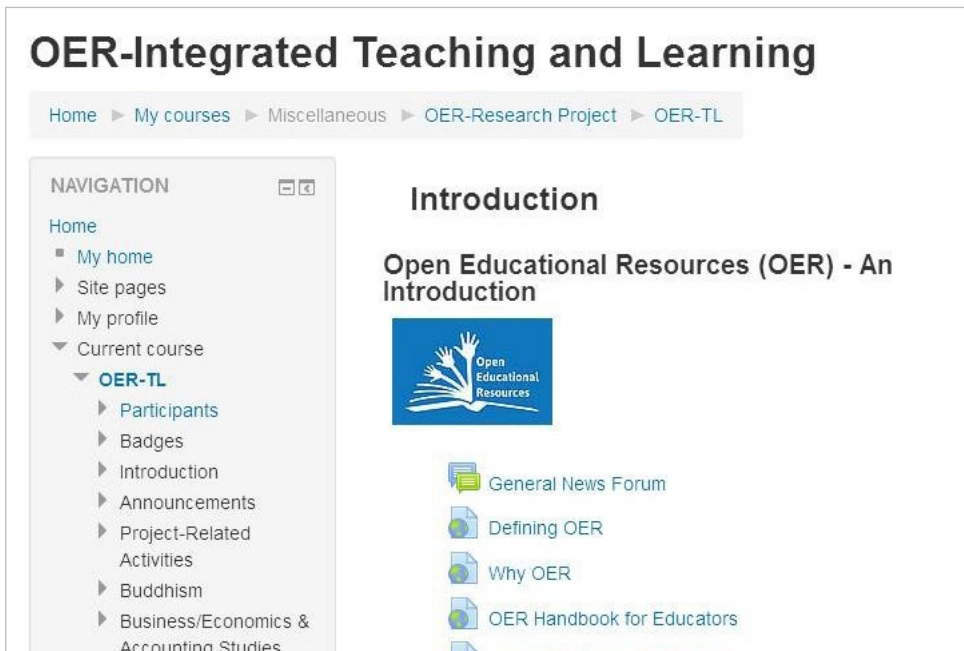 OER-Integrated Teaching and Learning
Home ▶ My courses ▶ Miscellaneous ▶ OER-Research Project ▶ OER-TL
NAVIGATION
Home
My home
Site pages
My profile
Current course
OER-TL
Participants
Badges
Introduction
Announcements
Project-Related
Activities
Buddhism
Business/Economics &
Accounting Studies
Introduction
Open Educational Resources (OER) - An
Introduction
Open
Educational
Resources
General News Forum
Defining OER
Why OER
OER Handbook for Educators